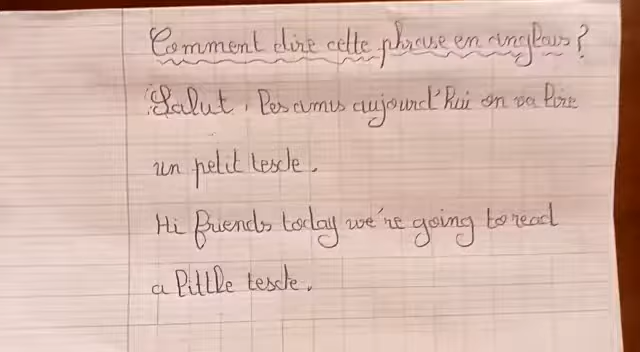 Comment dire cette phrase en anglais?
Salut. les amis aujourd'hui on va lire
un petit texte.
Hi friends today we're going to read
a little texte.